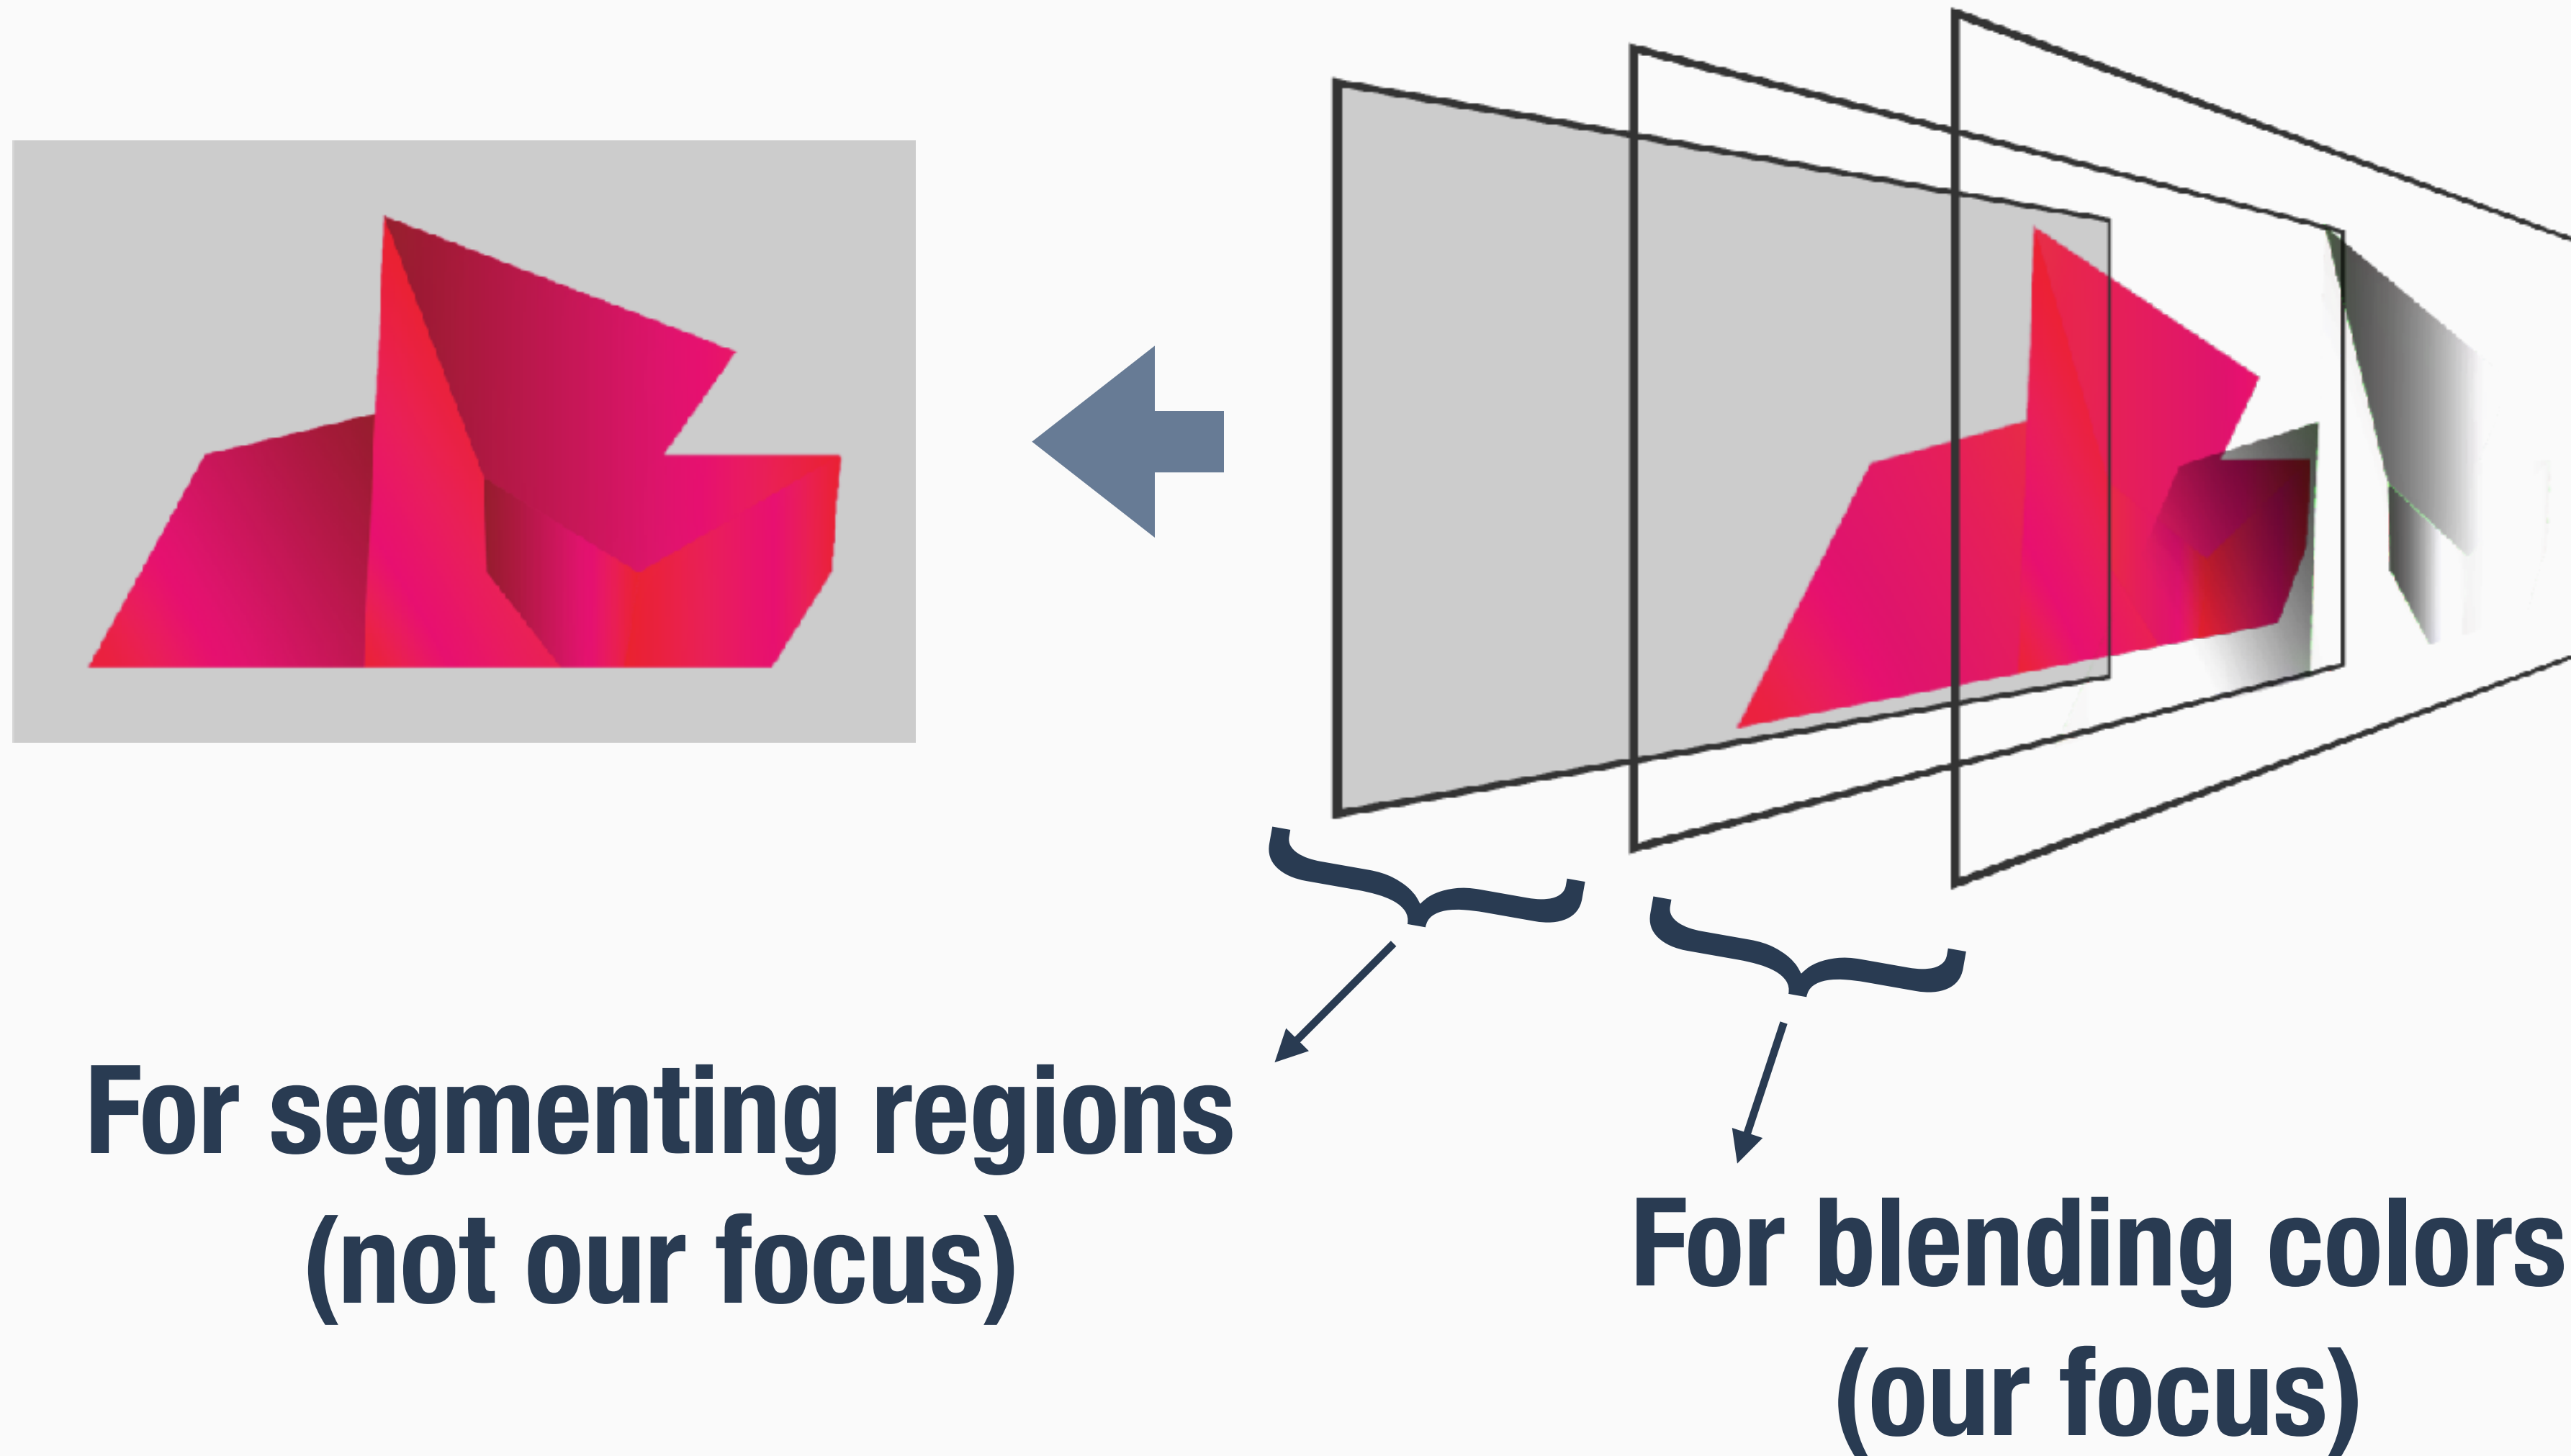 For segmenting regions
(not our focus)
For blending colors
(our focus)